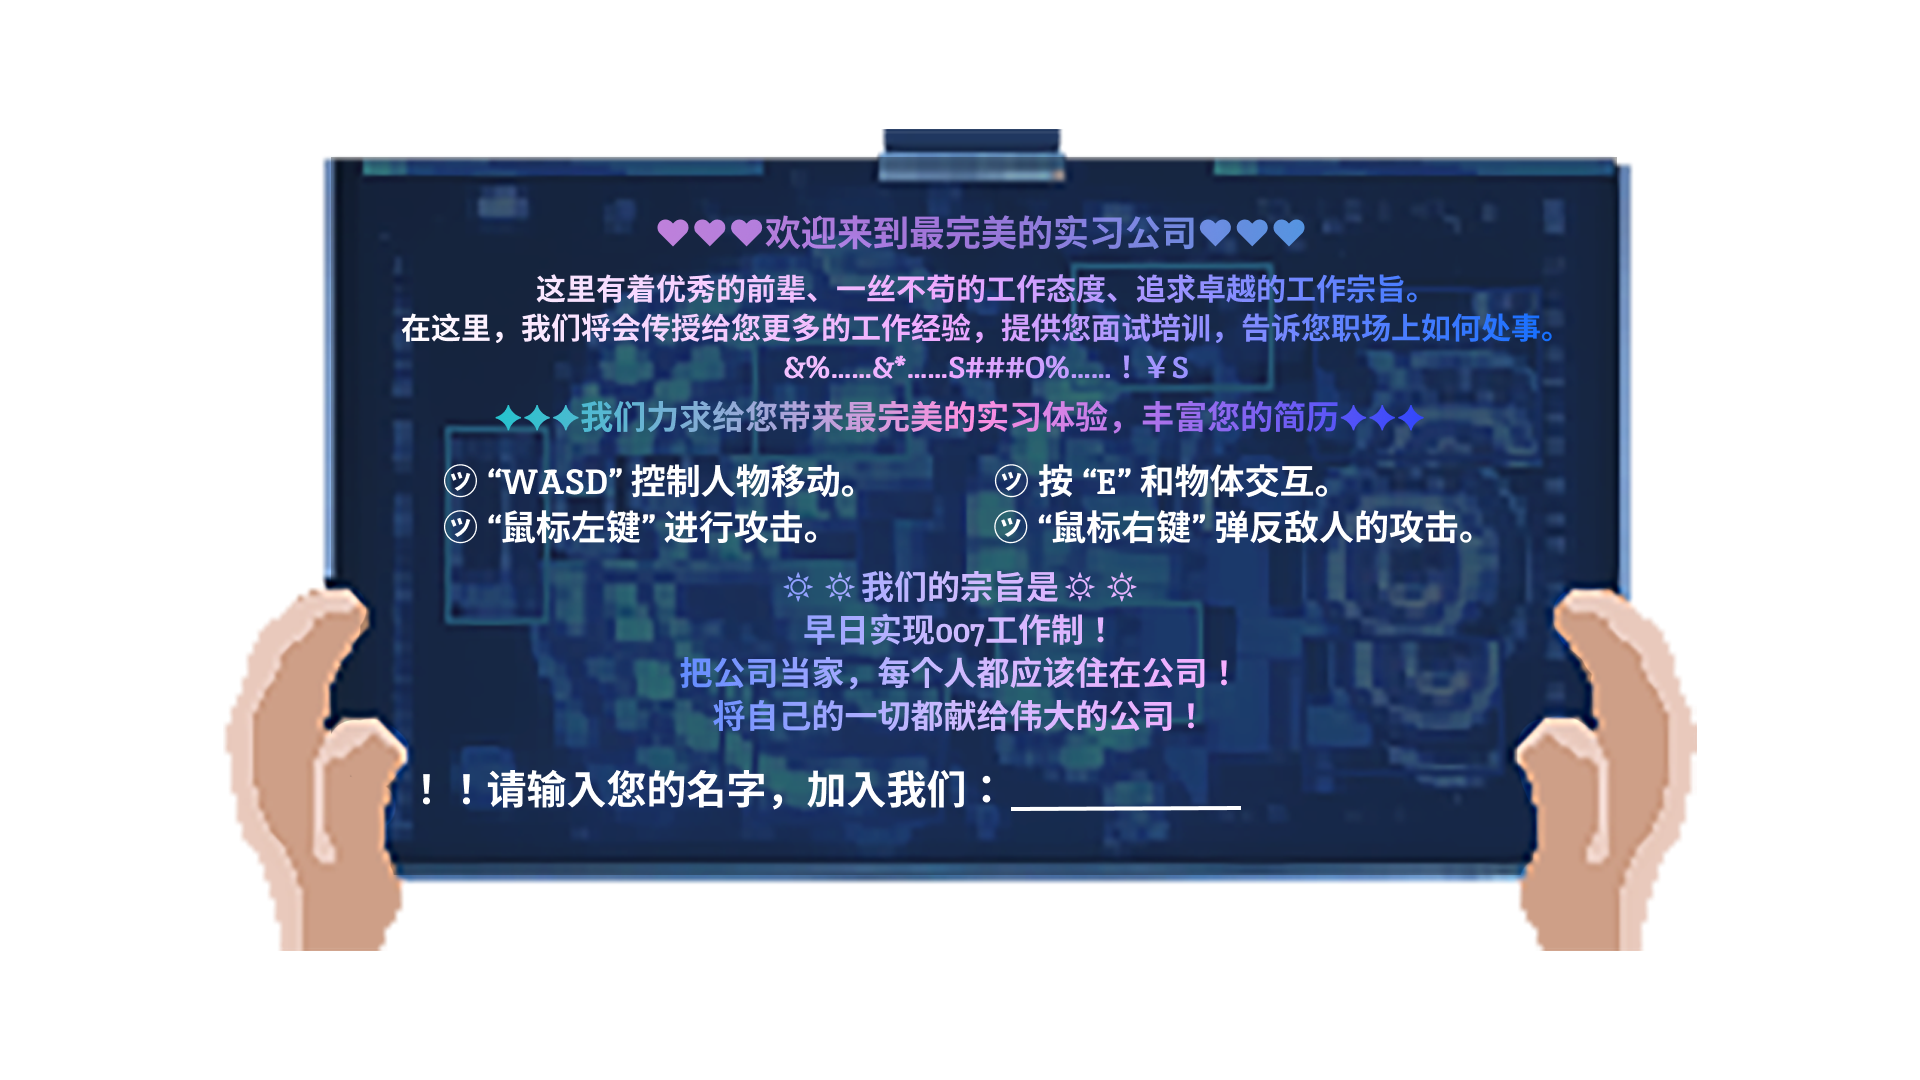 ♥♥♥欢迎来到最完美的实习公司♥♥♥
这里有着优秀的前辈、一丝不苟的工作态度、追求卓越的工作宗旨。
在这里，我们将会传授给您更多的工作经验，提供您面试培训，告诉您职场上如何处事。
&%……&*……S###O%……！￥S
✦✦✦我们力求给您带来最完美的实习体验，丰富您的简历✦✦✦
㋡ “WASD” 控制人物移动。
㋡ 按 “E” 和物体交互。
㋡ “鼠标左键” 进行攻击。
㋡ “鼠标右键” 弹反敌人的攻击。
☼ ☼ 我们的宗旨是 ☼ ☼
早日实现007工作制！
把公司当家，每个人都应该住在公司！
将自己的一切都献给伟大的公司！
！！请输入您的名字，加入我们：________